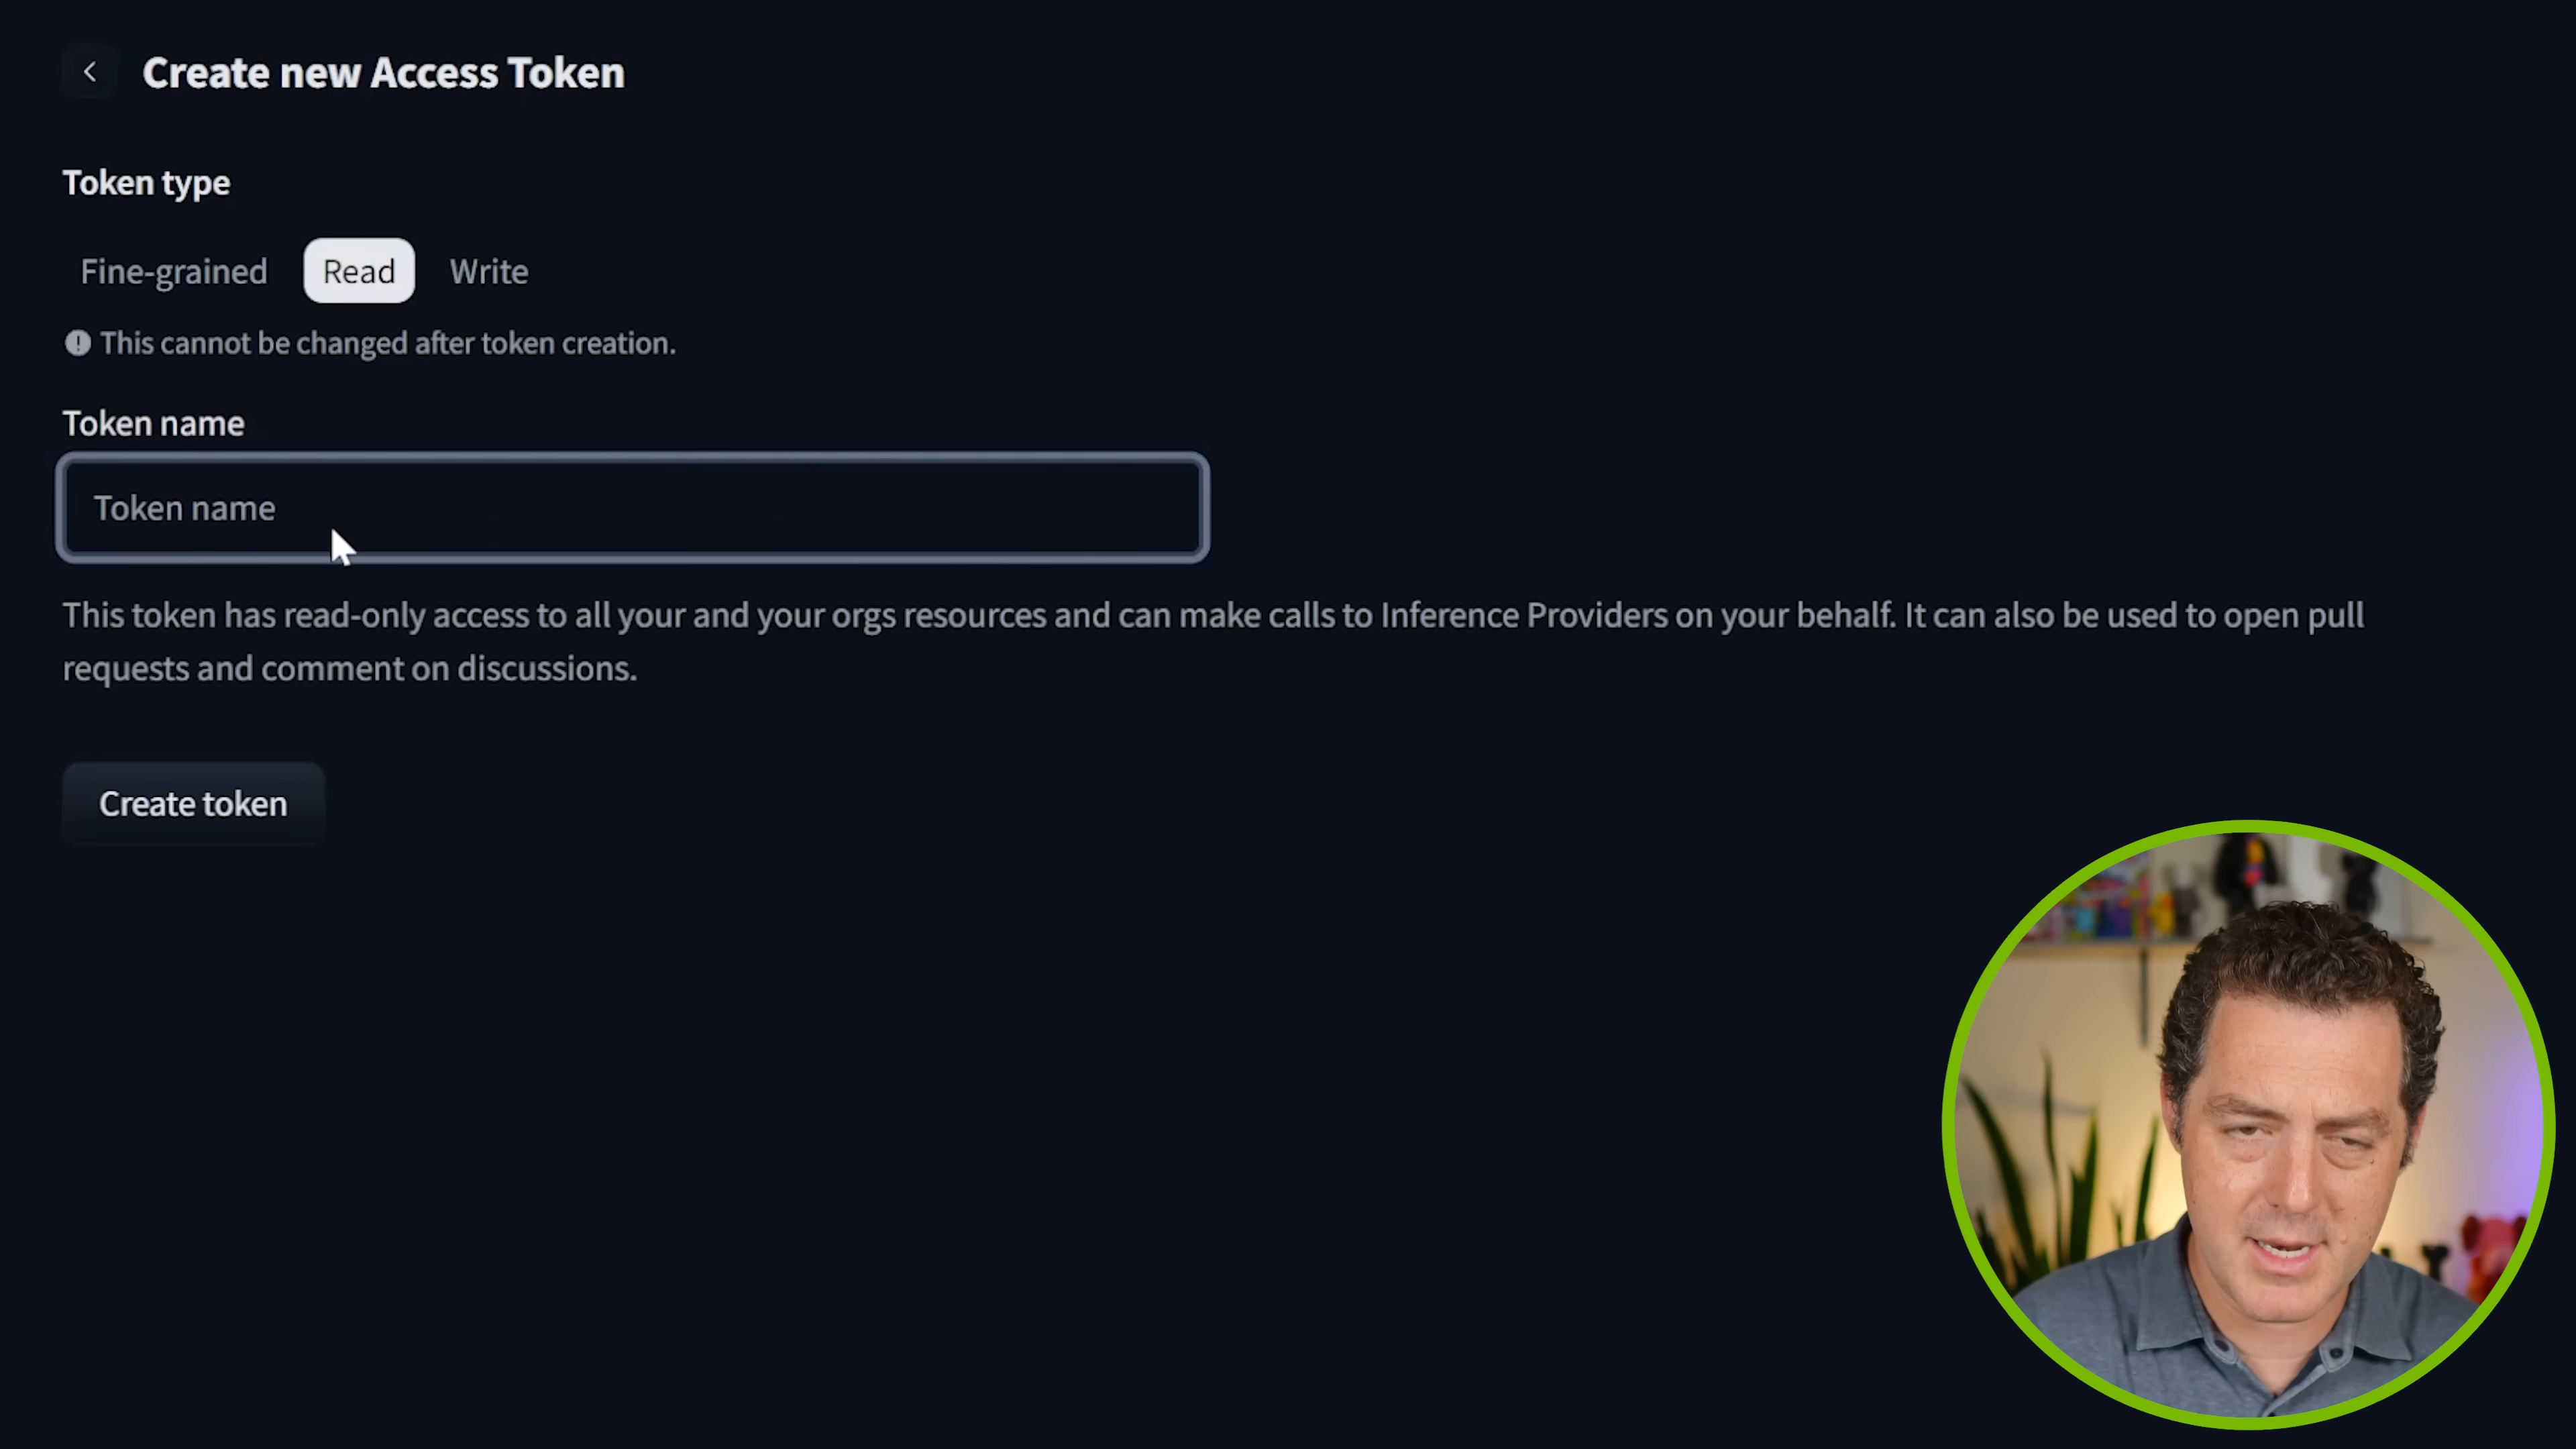 Create new Access Token
Token type
Fine-grained Read Write
This cannot be changed after token creation.
Token name
Token name
This token has read-only access to all your and your orgs resources and can make calls to Inference Providers on your behalf. It can also be used to open pull
requests and comment on discussions.
Create token